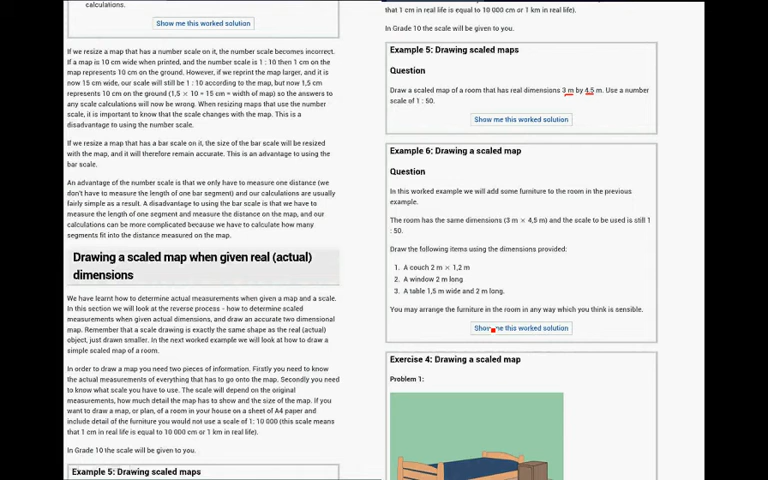 calculations.
Show me this worked solution
If we resize a map that has a number scale on it, the number scale becomes incorrect.
If a map is 10 cm wide when printed, and the number scale is 1 : 10 then 1 cm on the
map represents 10 cm on the ground. However, if we reprint the map larger, and it is
now 15 cm wide, our scale will still be 1 : 10 according to the map, but now 1,5 cm
represents 10 cm on the ground (1,5 × 10 = 15 cm = width of map) so the answers to
any scale calculations will now be wrong. When resizing maps that use the number
scale, it is important to know that the scale changes with the map. This is a
disadvantage to using the number scale.
If we resize a map that has a bar scale on it, the size of the bar scale will be resized
with the map, and it will therefore remain accurate. This is an advantage to using the
bar scale.
An advantage of the number scale is that we only have to measure one distance (we
don't have to measure the length of one bar segment) and our calculations are usually
fairly simple as a result. A disadvantage to using the bar scale is that we have to
measure the length of one segment and measure the distance on the map, and our
calculations can be more complicated because we have to calculate how many
segments fit into the distance measured on the map.
Drawing a scaled map when given real (actual)
dimensions
We have learnt how to determine actual measurements when given a map and a scale.
In this section we will look at the reverse process - how to determine scaled
measurements when given actual dimensions, and draw an accurate two dimensional
map. Remember that a scale drawing is exactly the same shape as the real (actual)
object, just drawn smaller. In the next worked example we will look at how to draw a
simple scaled map of a room.
In order to draw a map you need two pieces of information. Firstly you need to know
the actual measurements of everything that has to go onto the map. Secondly you need
to know what scale you have to use. The scale will depend on the original
measurements, how much detail the map has to show and the size of the map. If you
want to draw a map, or plan, of a room in your house on a sheet of A4 paper and
include detail of the furniture you would not use a scale of 1: 10 000 (this scale means
that 1 cm in real life is equal to 10 000 cm or 1 km in real life).
In Grade 10 the scale will be given to you.
Example 5: Drawing scaled maps
that 1 cm in real life is equal to 10 000 cm or 1 km in real life).
In Grade 10 the scale will be given to you.
Example 5: Drawing scaled maps
Question
Draw a scaled map of a room that has real dimensions 3 m by 4,5 m. Use a number
scale of 1 : 50.
Show me this worked solution
Example 6: Drawing a scaled map
Question
In this worked example we will add some furniture to the room in the previous
example.
The room has the same dimensions (3 m × 4,5 m) and the scale to be used is still 1
: 50.
Draw the following items using the dimensions provided:
1. A couch 2 m × 1,2 m
2. A window 2 m long
3. A table 1,5 m wide and 2 m long.
You may arrange the furniture in the room in any way which you think is sensible.
Show me this worked solution
Exercise 4: Drawing a scaled map
Problem 1: